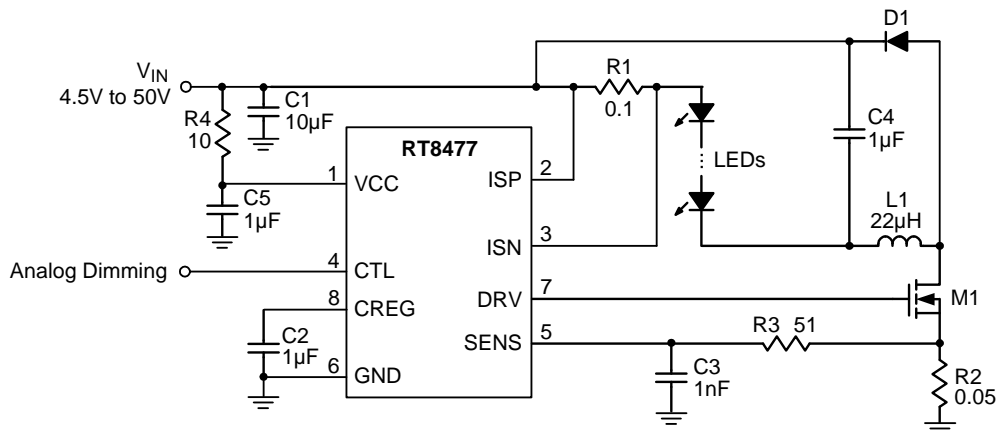 D1
VIN
4.5V to 50V
R4
10
C1
10µF
R1
0.1
C4
1µF
LEDs
RT8477
1
VCC
ISP
2
C5
1µF
L1
22µH
ISN
3
Analog Dimming
4
CTL
8
CREG
DRV
7
M1
C2
1µF
6
GND
SENS
5
R3 51
C3
1nF
R2
0.05